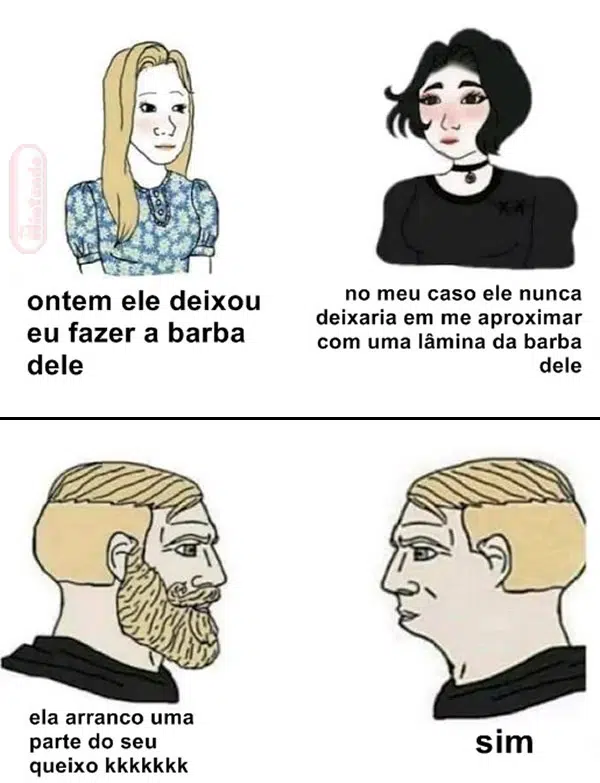 ontem ele deixou
eu fazer a barba
dele
no meu caso ele nunca
deixaria em me aproximar
com uma lâmina da barba
dele
ela arranco uma
parte do seu
queixo kkkkkkk
sim